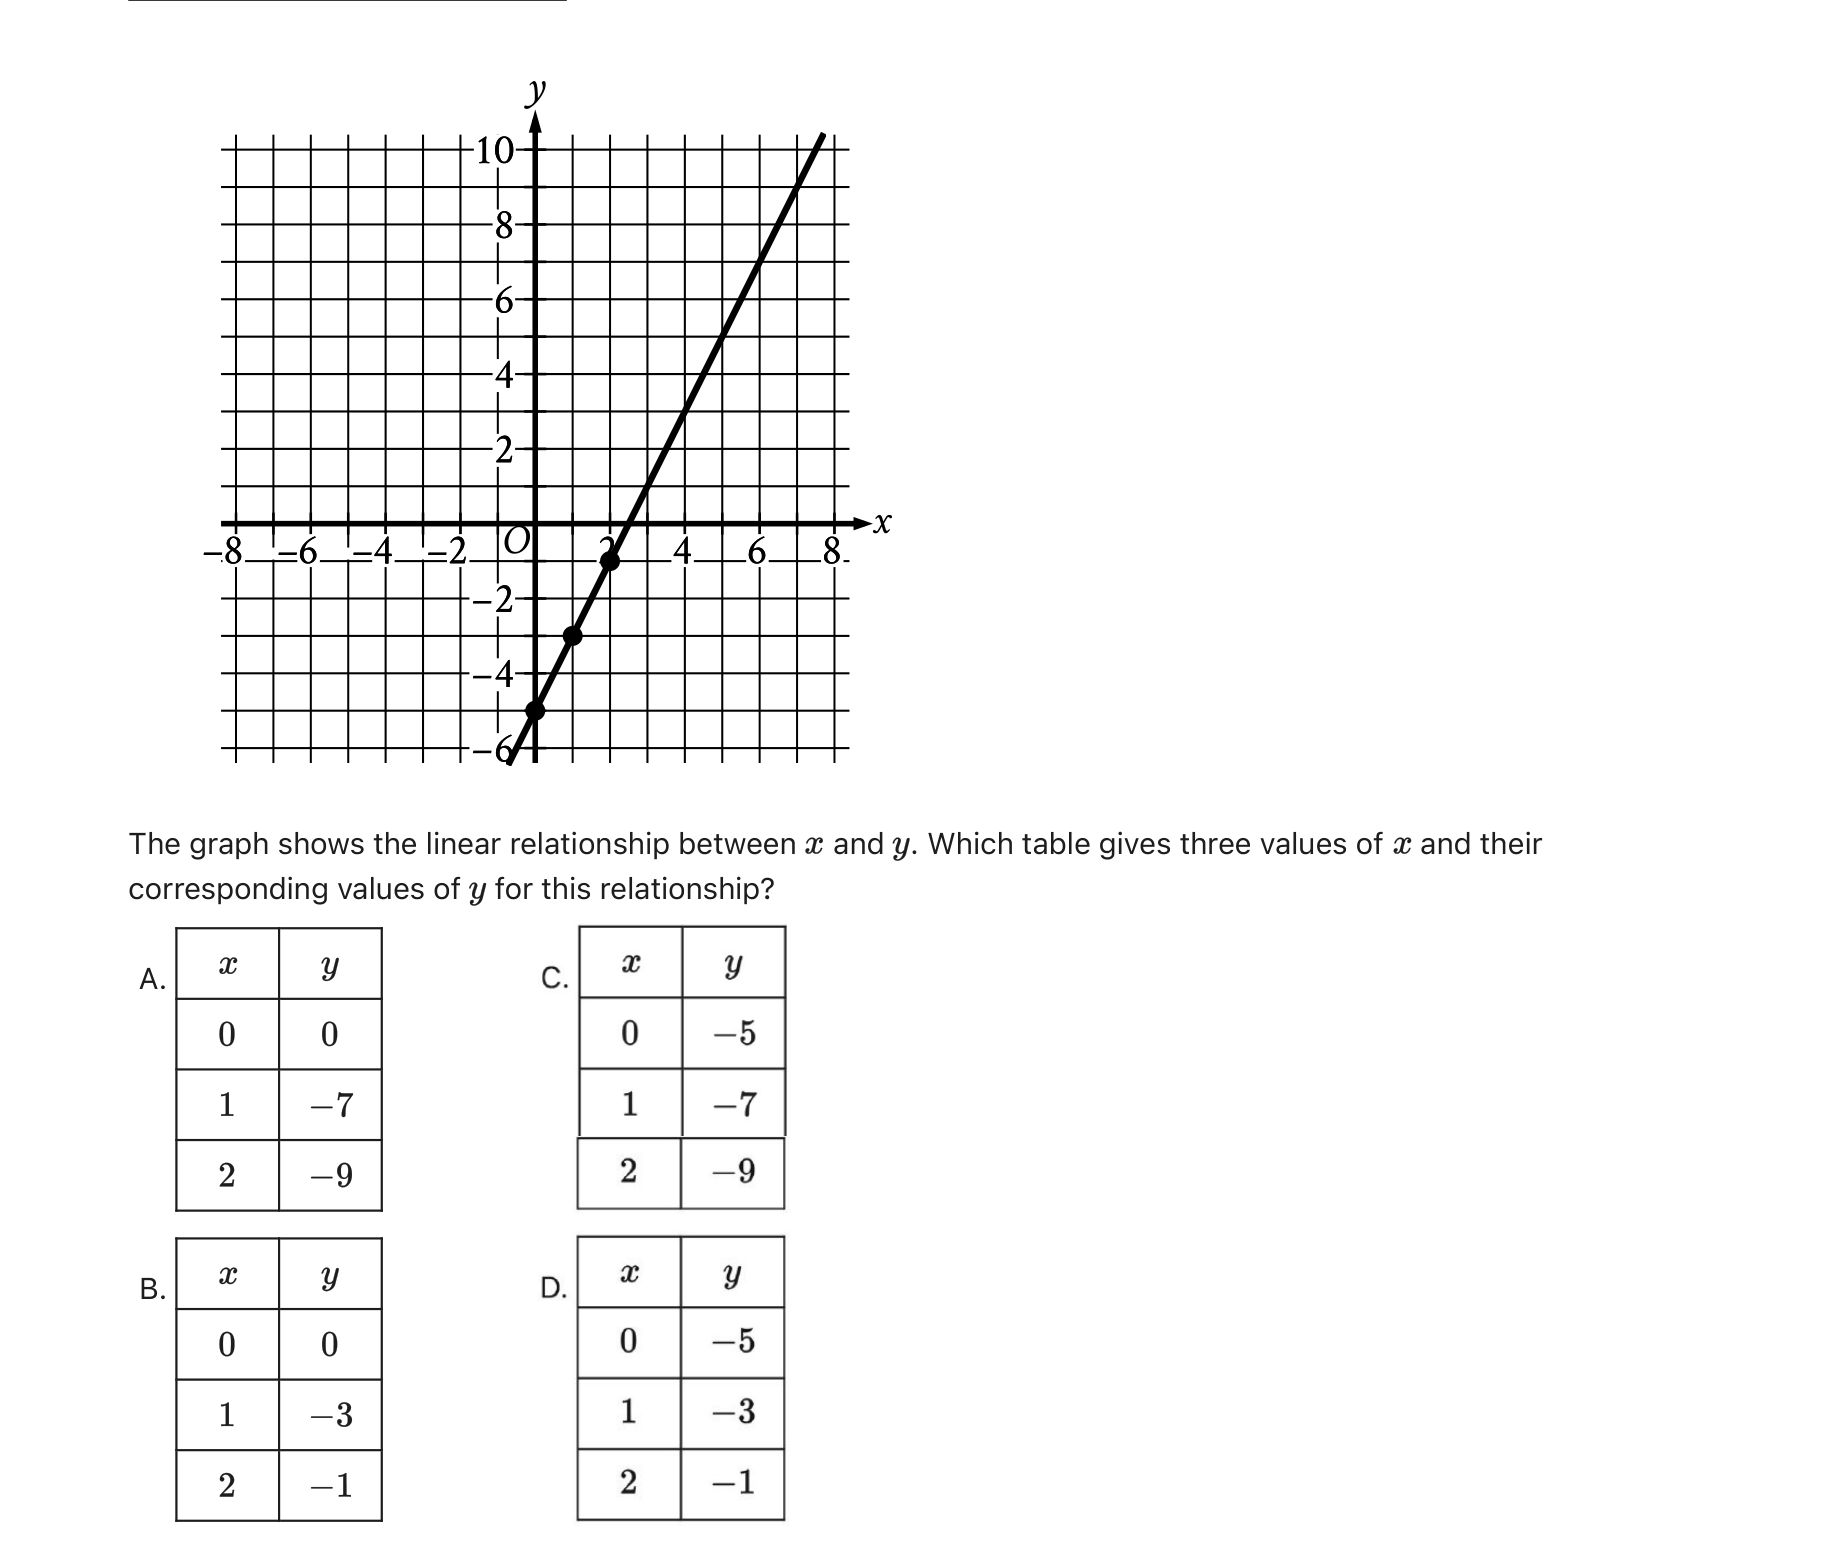 y
10
8
6
4
2
O
x
−8 −6 −4 −2 2 4 6 8
−2
−4
−6
The graph shows the linear relationship between x and y. Which table gives three values of x and their
corresponding values of y for this relationship?
A.
x y
0 0
1 −7
2 −9
B.
x y
0 0
1 −3
2 −1
C.
x y
0 −5
1 −7
2 −9
D.
x y
0 −5
1 −3
2 −1